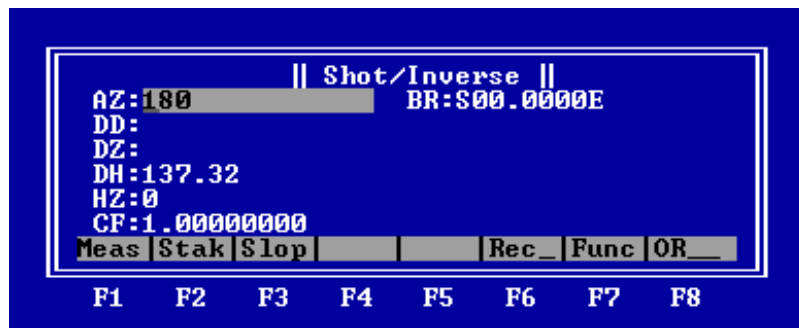 || Shot/Inverse ||
AZ:180 BR:S00.0000E
DD:
DZ:
DH:137.32
HZ:0
CF:1.00000000
Meas|Stak|Slop| | |Rec_|Func|OR__
F1 F2 F3 F4 F5 F6 F7 F8